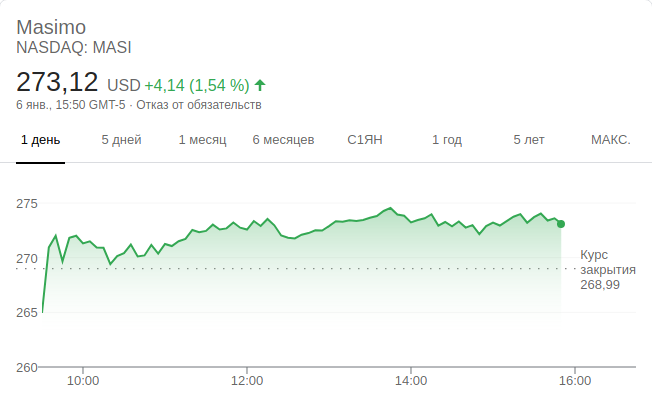 Masimo
NASDAQ: MASI
273,12 USD +4,14 (1,54 %)
6 янв., 15:50 GMT-5 · Отказ от обязательств
1 день 5 дней 1 месяц 6 месяцев С1ЯН 1 год 5 лет МАКС.
275
270
265
260
Курс
закрытия
268,99
10:00 12:00 14:00 16:00